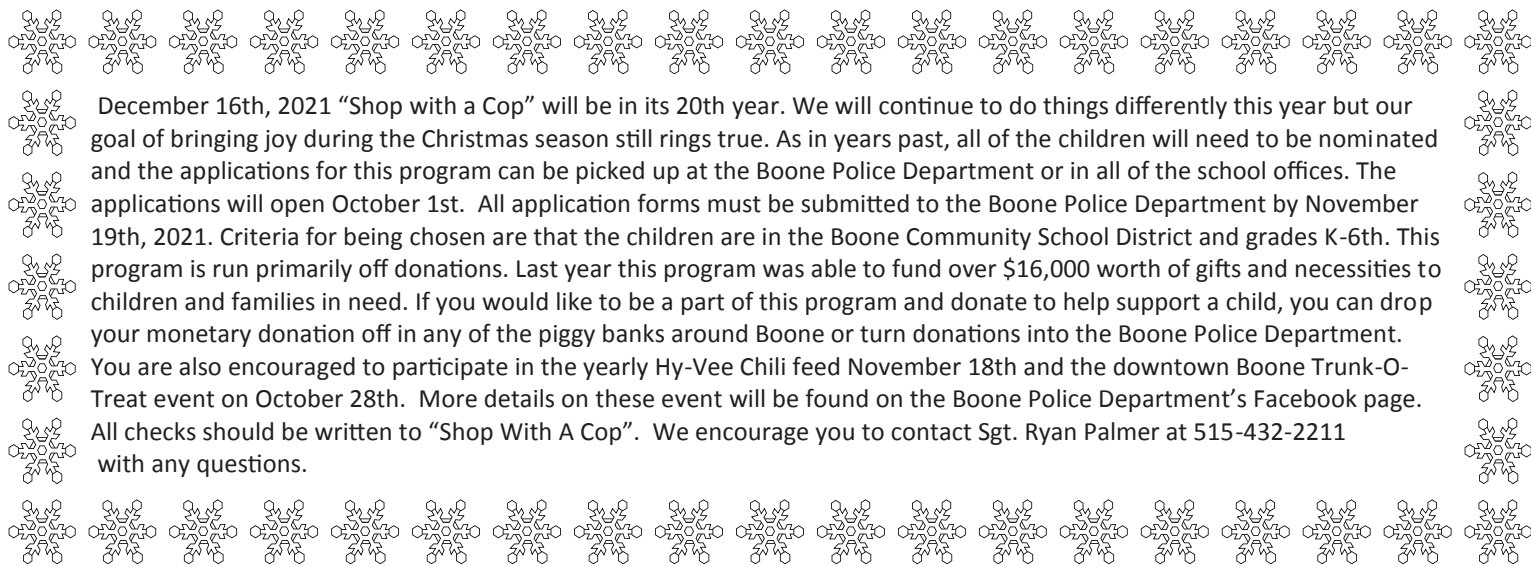 December 16th, 2021 “Shop with a Cop” will be in its 20th year. We will continue to do things differently this year but our
goal of bringing joy during the Christmas season still rings true. As in years past, all of the children will need to be nominated
and the applications for this program can be picked up at the Boone Police Department or in all of the school offices. The
applications will open October 1st.  All application forms must be submitted to the Boone Police Department by November
19th, 2021. Criteria for being chosen are that the children are in the Boone Community School District and grades K-6th. This
program is run primarily off donations. Last year this program was able to fund over $16,000 worth of gifts and necessities to
children and families in need. If you would like to be a part of this program and donate to help support a child, you can drop
your monetary donation off in any of the piggy banks around Boone or turn donations into the Boone Police Department.
You are also encouraged to participate in the yearly Hy-Vee Chili feed November 18th and the downtown Boone Trunk-O-
Treat event on October 28th.  More details on these event will be found on the Boone Police Department’s Facebook page.
All checks should be written to “Shop With A Cop”.  We encourage you to contact Sgt. Ryan Palmer at 515-432-2211
with any questions.